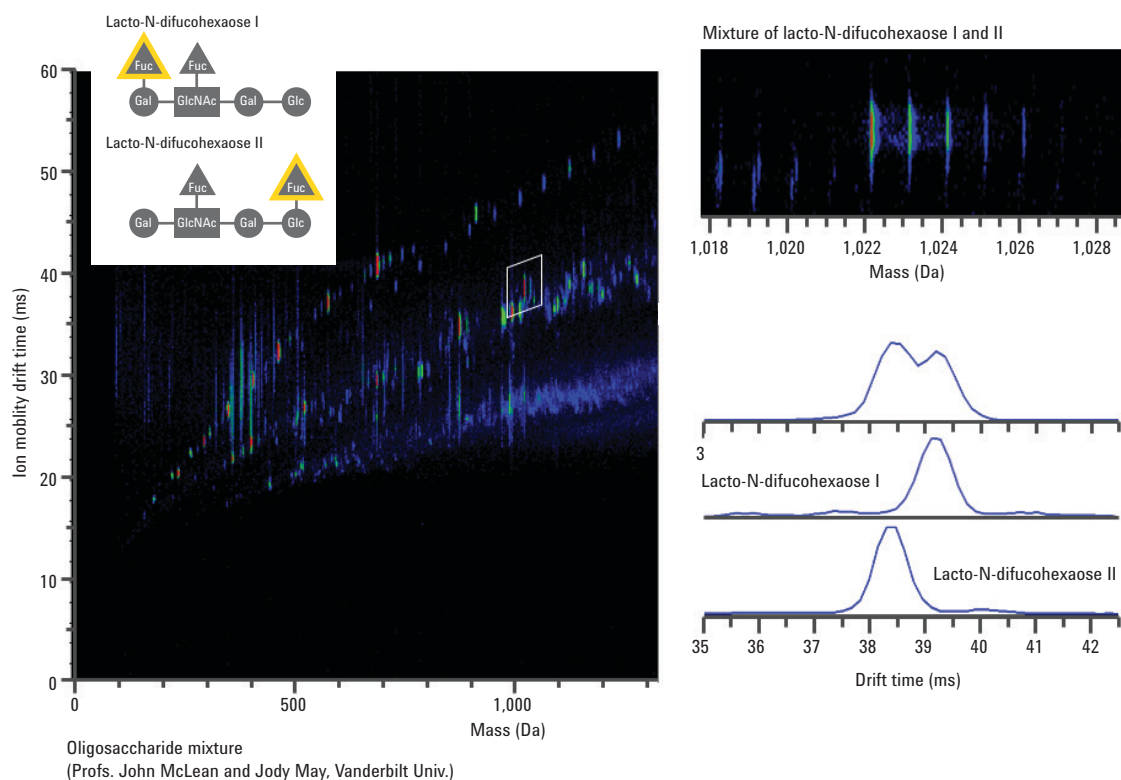 Lacto-N-difucohexaose I
Fuc
Fuc
Gal
GlcNAc
Gal
Glc
Lacto-N-difucohexaose II
Fuc
Fuc
Gal
GlcNAc
Gal
Glc
60
50
40
30
20
10
0
Ion moblity drift time (ms)
0
500
1,000
Mass (Da)
Oligosaccharide mixture
(Profs. John McLean and Jody May, Vanderbilt Univ.)
Mixture of lacto-N-difucohexaose I and II
1,018
1,020
1,022
1,024
1,026
1,028
Mass (Da)
3
Lacto-N-difucohexaose I
Lacto-N-difucohexaose II
35
36
37
38
39
40
41
42
Drift time (ms)